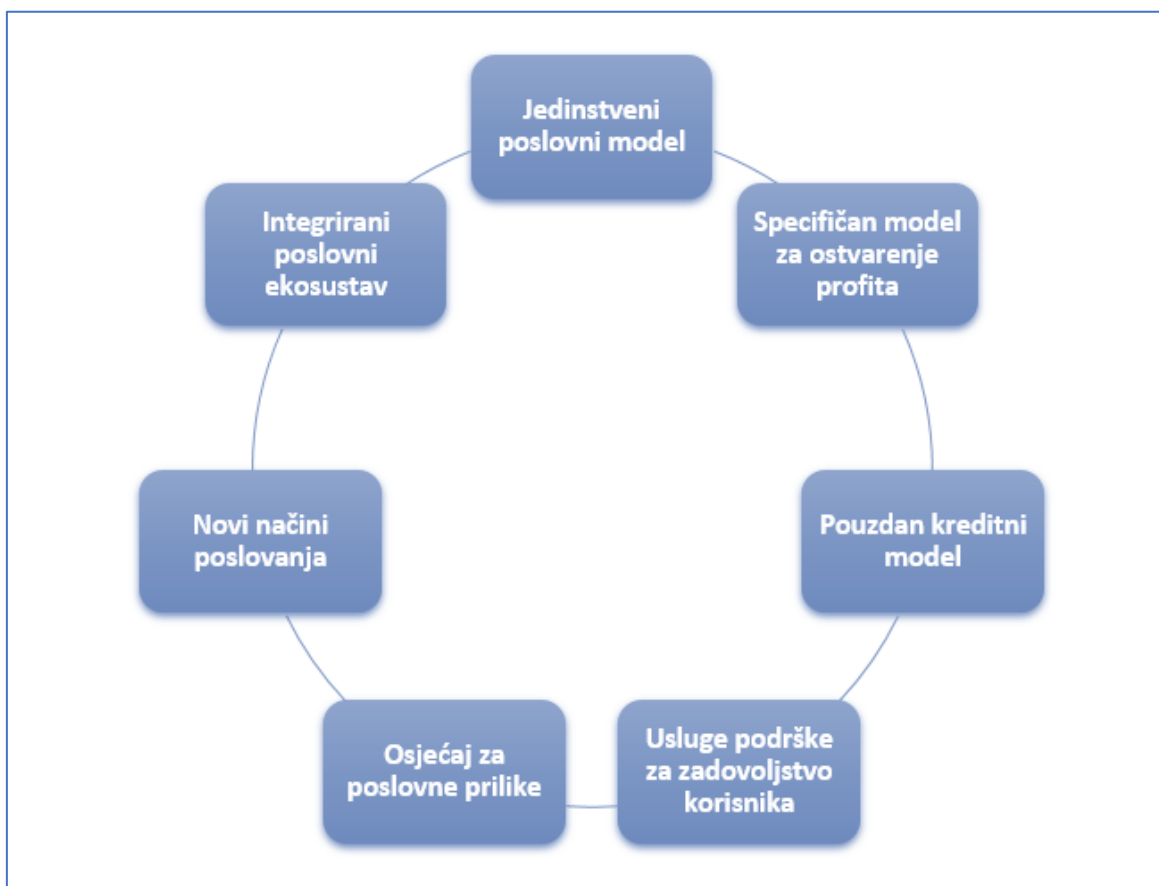 Jedinstveni
poslovni model
Specifičan model
za ostvarenje
profita
Pouzdan kreditni
model
Usluge podrške
za zadovoljstvo
korisnika
Osjećaj za
poslovne prilike
Novi načini
poslovanja
Integrirani
poslovni
ekosustav